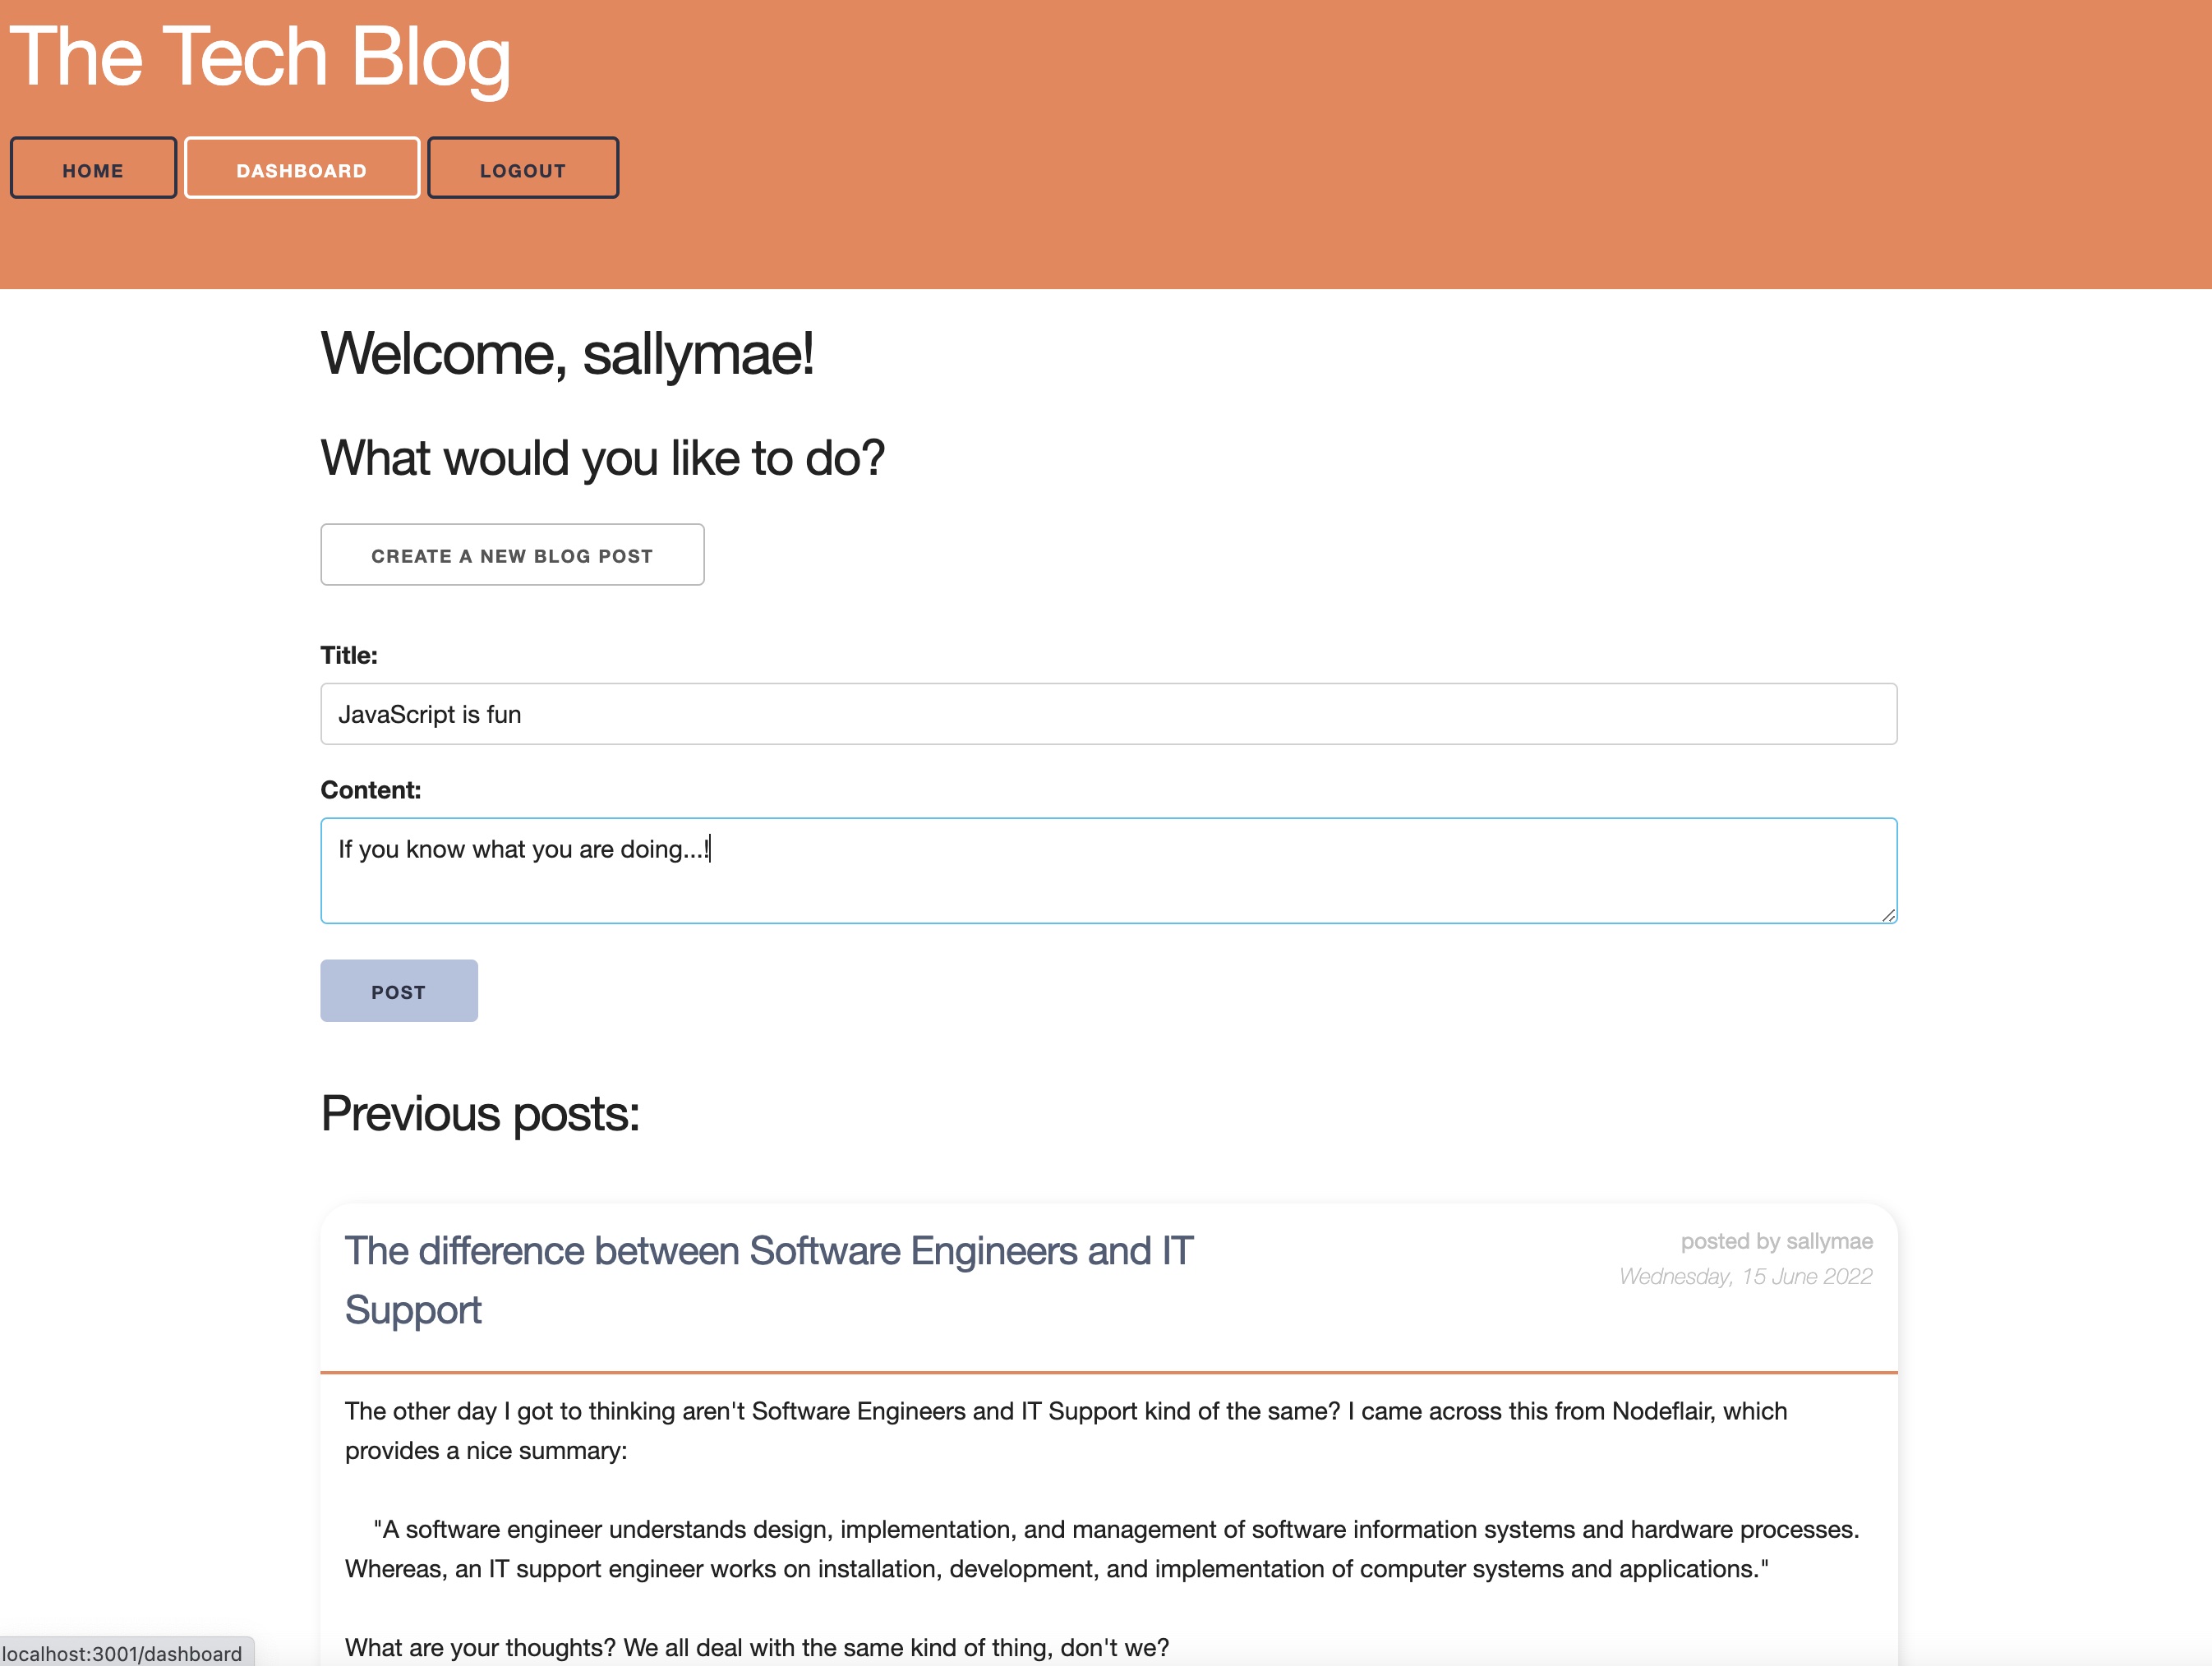 The Tech Blog
HOME DASHBOARD LOGOUT
Welcome, sallymae!
What would you like to do?
CREATE A NEW BLOG POST
Title:
JavaScript is fun
Content:
If you know what you are doing...!
POST
Previous posts:
The difference between Software Engineers and IT
Support
posted by sallymae
Wednesday, 15 June 2022
The other day I got to thinking aren't Software Engineers and IT Support kind of the same? I came across this from Nodeflair, which
provides a nice summary:
"A software engineer understands design, implementation, and management of software information systems and hardware processes.
Whereas, an IT support engineer works on installation, development, and implementation of computer systems and applications."
What are your thoughts? We all deal with the same kind of thing, don't we?
localhost:3001/dashboard